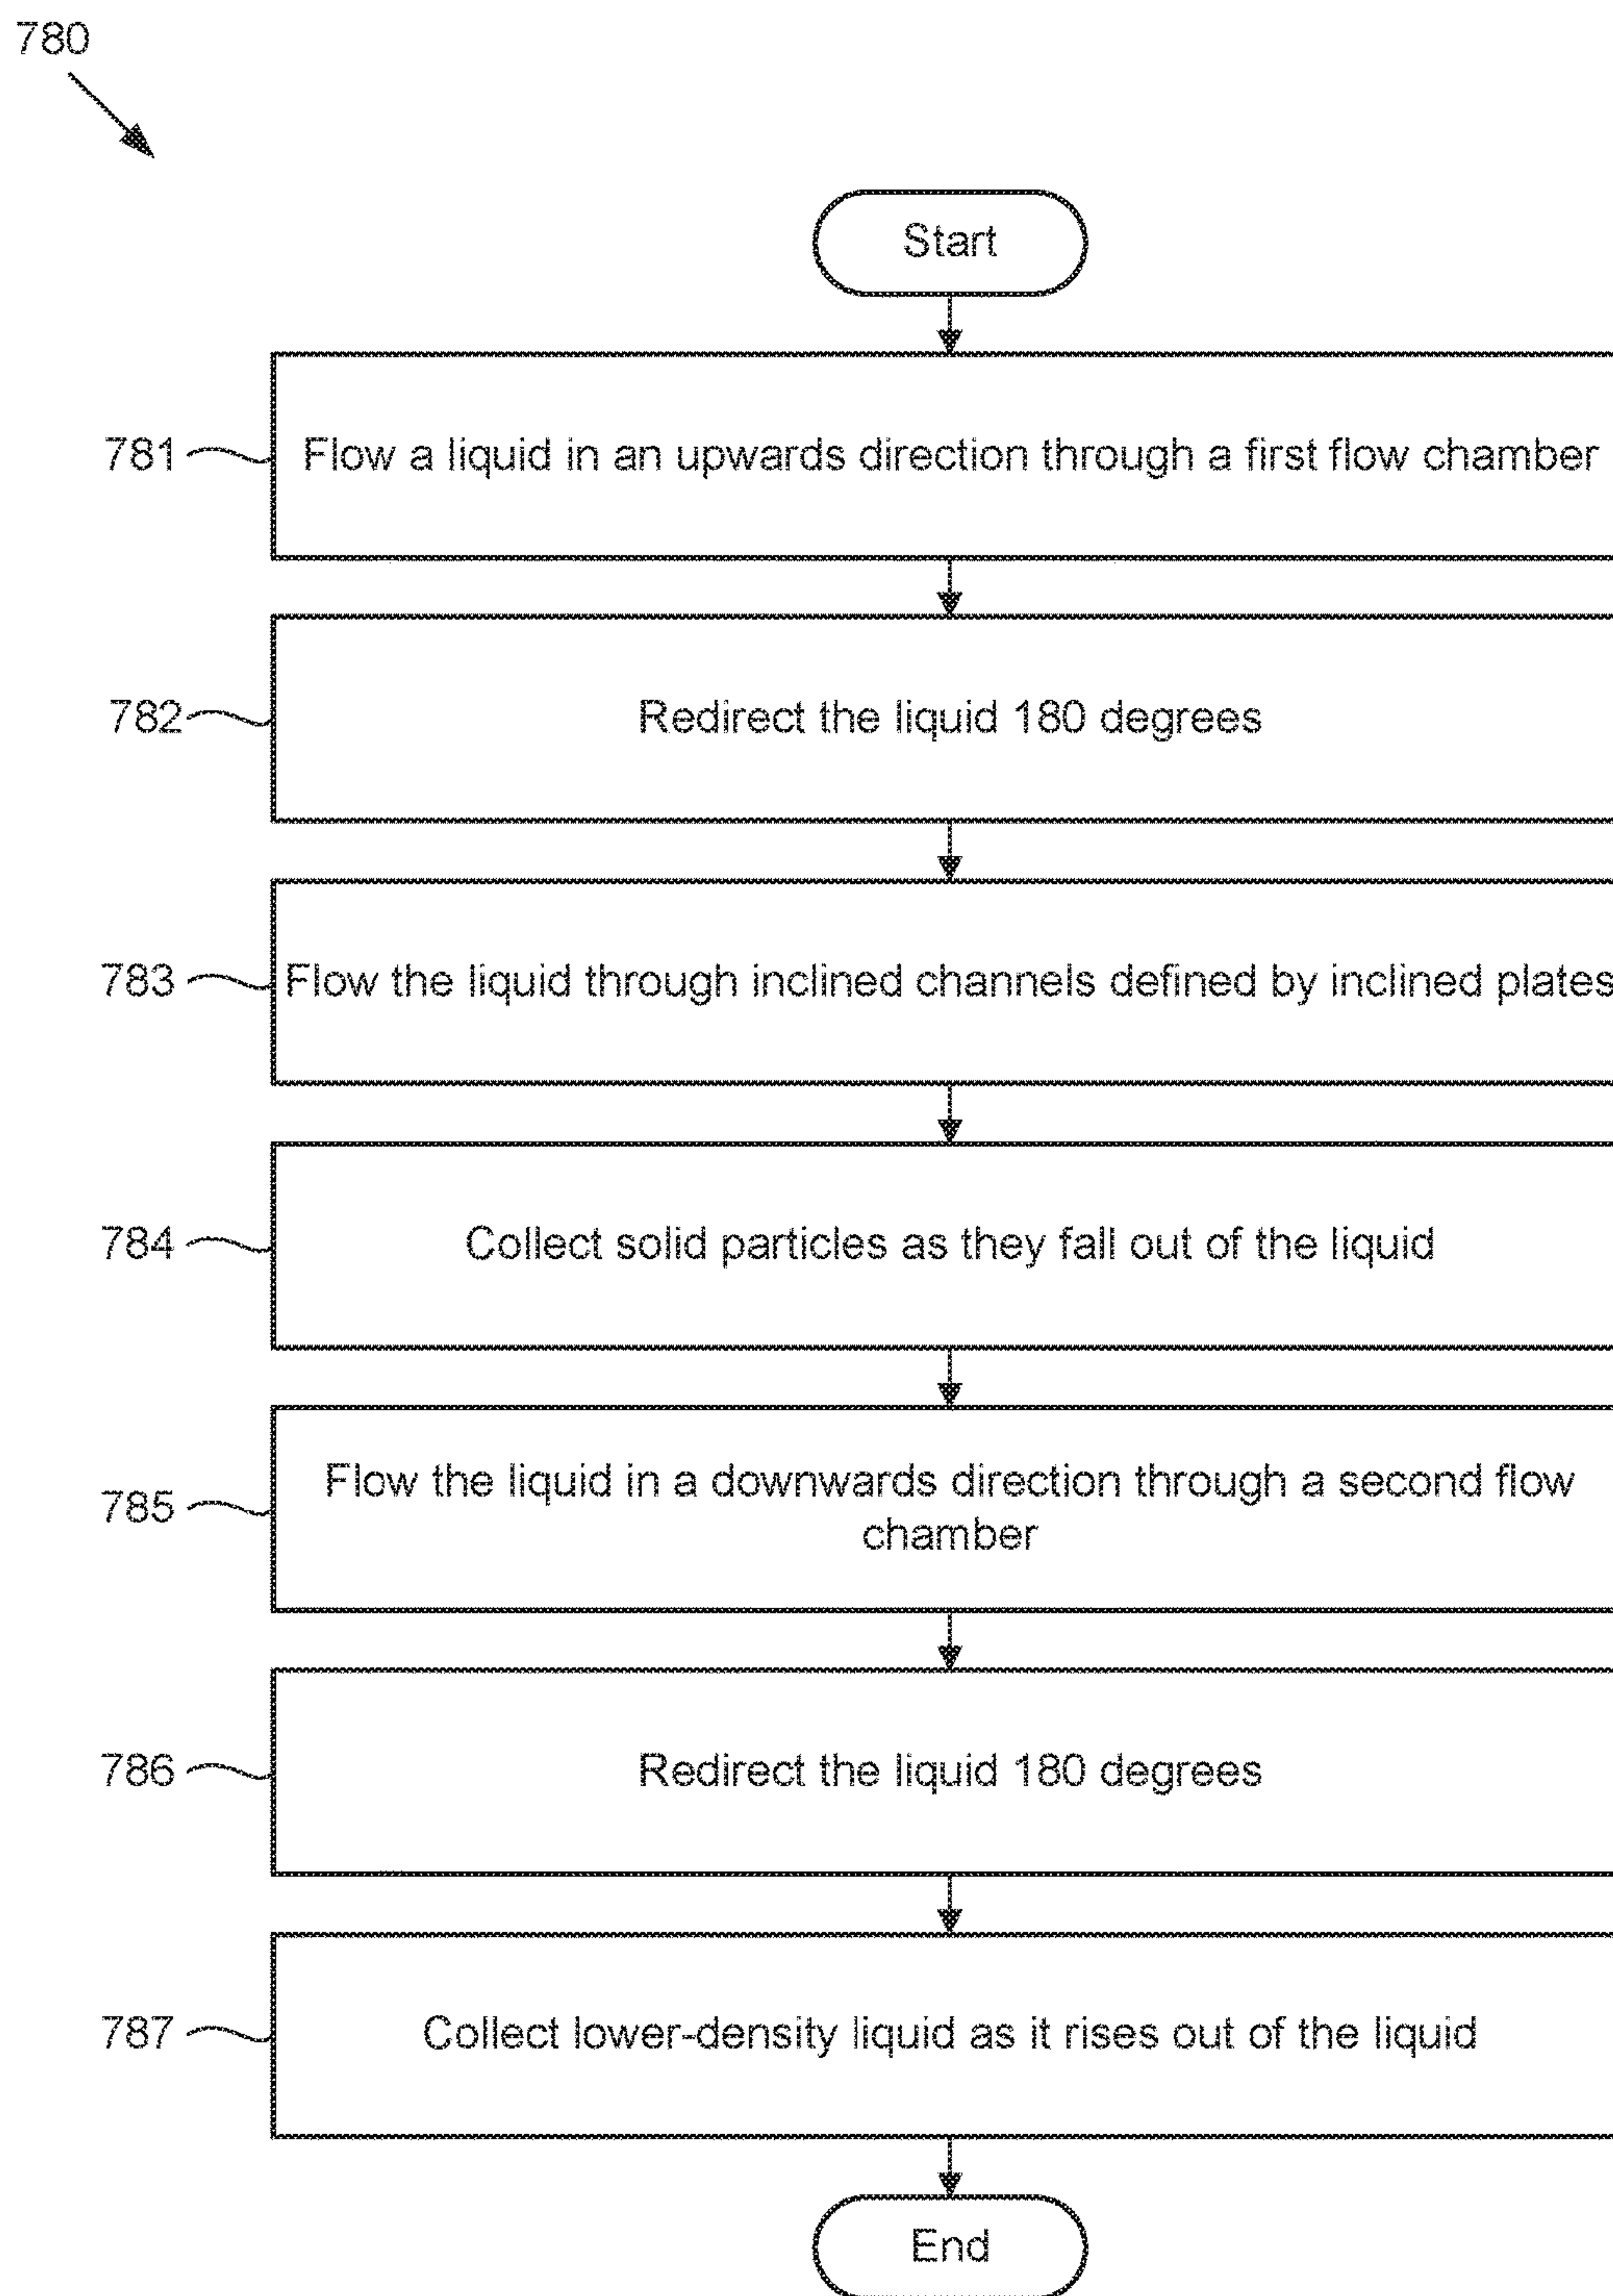 780
Start
781
Flow a liquid in an upwards direction through a first flow chamber
782
Redirect the liquid 180 degrees
783
Flow the liquid through inclined channels defined by inclined plates
784
Collect solid particles as they fall out of the liquid
785
Flow the liquid in a downwards direction through a second flow
chamber
786
Redirect the liquid 180 degrees
787
Collect lower-density liquid as it rises out of the liquid
End